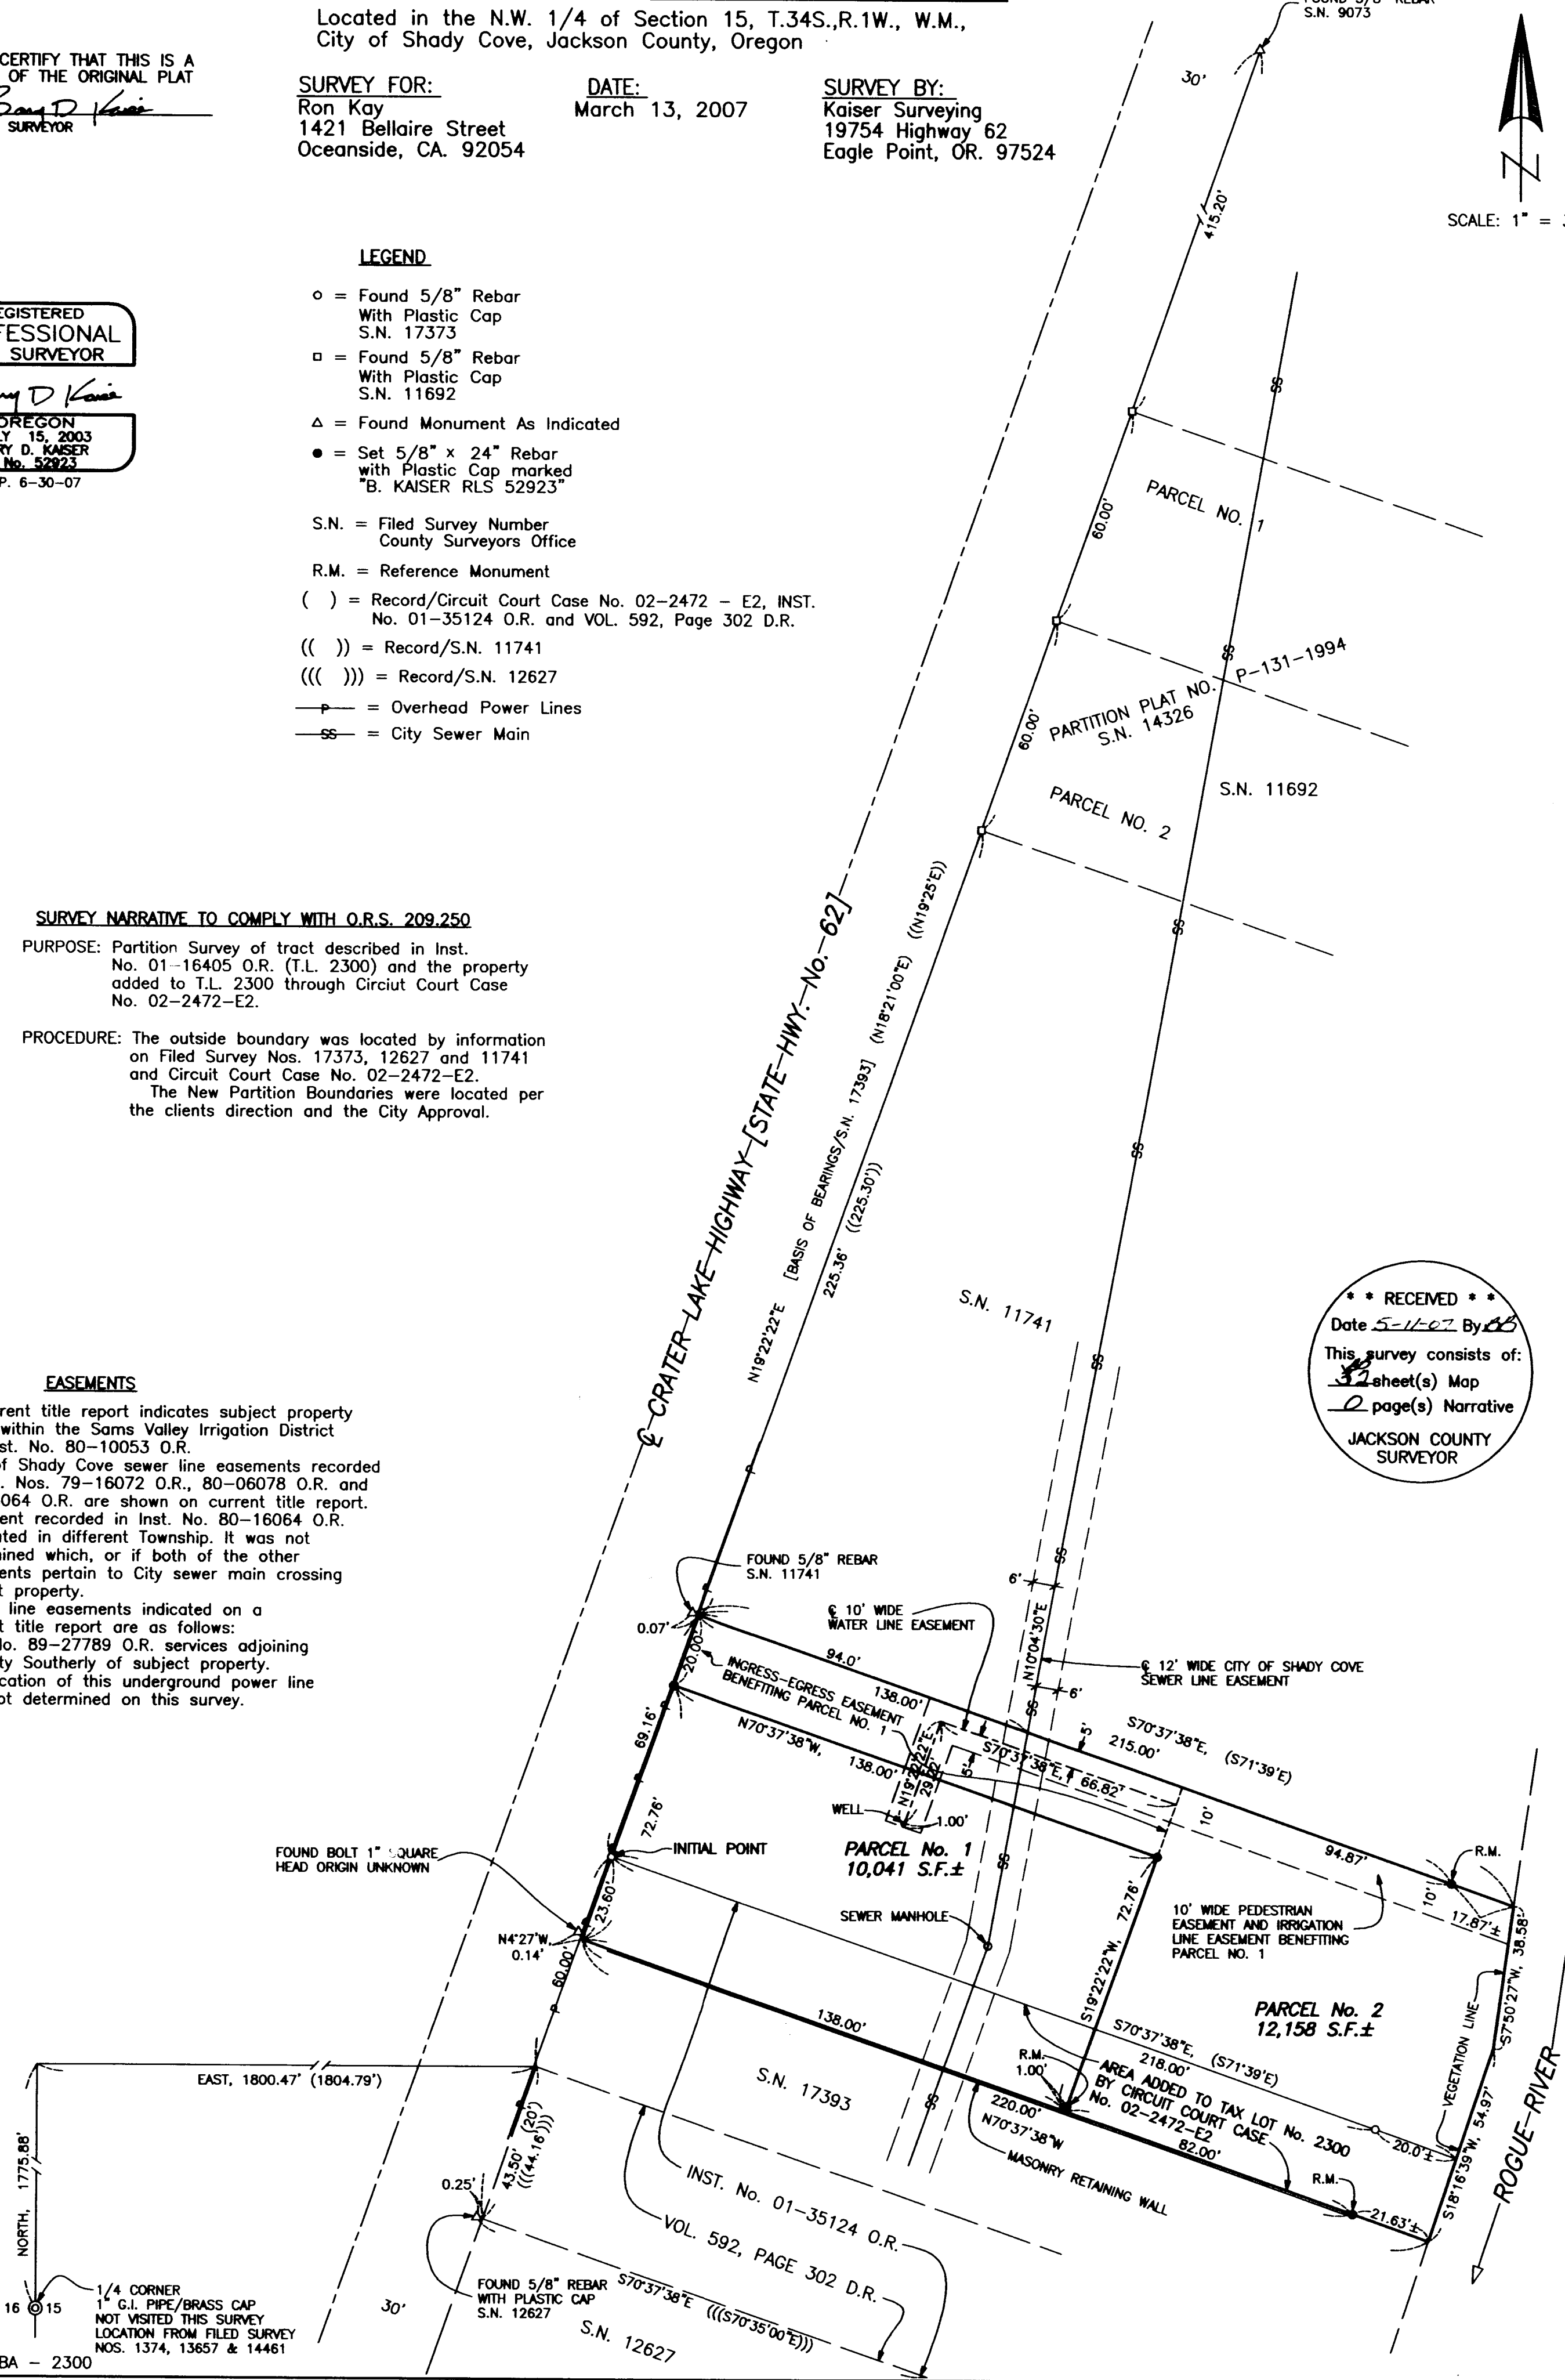 Located in the N.W. 1/4 of Section 15, T.34S.,R.1W., W.M.,
City of Shady Cove, Jackson County, Oregon
CERTIFY THAT THIS IS A
OF THE ORIGINAL PLAT
SURVEYOR
SURVEY FOR:
Ron Kay
1421 Bellaire Street
Oceanside, CA. 92054
DATE:
March 13, 2007
SURVEY BY:
Kaiser Surveying
19754 Highway 62
Eagle Point, OR. 97524
S.N. 9073
N
SCALE: 1" =
LEGEND
○ = Found 5/8" Rebar
With Plastic Cap
S.N. 17373
□ = Found 5/8" Rebar
With Plastic Cap
S.N. 11692
△ = Found Monument As Indicated
● = Set 5/8" x 24" Rebar
with Plastic Cap marked
"B. KAISER RLS 52923"
S.N. = Filed Survey Number
County Surveyors Office
R.M. = Reference Monument
( ) = Record/Circuit Court Case No. 02-2472 - E2, INST.
No. 01-35124 O.R. and VOL. 592, Page 302 D.R.
(( )) = Record/S.N. 11741
((( ))) = Record/S.N. 12627
P = Overhead Power Lines
SS = City Sewer Main
EGISTERED
FESSIONAL
SURVEYOR
OREGON
LY 15, 2003
RY D. KAISER
No. 52923
P. 6-30-07
SURVEY NARRATIVE TO COMPLY WITH O.R.S. 209.250
PURPOSE: Partition Survey of tract described in Inst.
No. 01-16405 O.R. (T.L. 2300) and the property
added to T.L. 2300 through Circiut Court Case
No. 02-2472-E2.
PROCEDURE: The outside boundary was located by information
on Filed Survey Nos. 17373, 12627 and 11741
and Circuit Court Case No. 02-2472-E2.
The New Partition Boundaries were located per
the clients direction and the City Approval.
EASEMENTS
rent title report indicates subject property
within the Sams Valley Irrigation District
st. No. 80-10053 O.R.
of Shady Cove sewer line easements recorded
. Nos. 79-16072 O.R., 80-06078 O.R. and
064 O.R. are shown on current title report.
ent recorded in Inst. No. 80-16064 O.R.
ted in different Township. It was not
ined which, or if both of the other
ents pertain to City sewer main crossing
t property.
line easements indicated on a
t title report are as follows:
No. 89-27789 O.R. services adjoining
ty Southerly of subject property.
cation of this underground power line
ot determined on this survey.
30'
415.20'
SS
PARCEL NO. 1
60.00'
SS
PARTITION PLAT NO. P-131-1994
S.N. 14326
60.00'
S.N. 11692
PARCEL NO. 2
SS
℄ CRATER LAKE HIGHWAY [STATE HWY. No. 62]
N19°22'22"E [BASIS OF BEARINGS/S.N. 17393] (N18°21'00"E) ((N19°25'E))
225.36' ((225.30'))
SS
S.N. 11741
SS
* * RECEIVED * *
Date 5-11-07 By BB
This survey consists of:
2 sheet(s) Map
0 page(s) Narrative
JACKSON COUNTY
SURVEYOR
P
FOUND 5/8" REBAR
S.N. 11741
0.07'
20.00'
SS
6'
℄ 10' WIDE
WATER LINE EASEMENT
N10°04'30"E
℄ 12' WIDE CITY OF SHADY COVE
SEWER LINE EASEMENT
6'
SS
94.0'
138.00'
INGRESS-EGRESS EASEMENT
BENEFITING PARCEL NO. 1
N70°37'38"W, 138.00'
N19°22'22"E
5'
S70°37'38"E, 66.82'
5'
S70°37'38"E, (S71°39'E)
215.00'
WELL
1.00'
69.16'
72.76'
INITIAL POINT
FOUND BOLT 1" SQUARE
HEAD ORIGIN UNKNOWN
23.60'
N4°27'W,
0.14'
60.00'
PARCEL No. 1
10,041 S.F.±
SS
SEWER MANHOLE
10'
94.87'
R.M.
10'
17.87'±
10' WIDE PEDESTRIAN
EASEMENT AND IRRIGATION
LINE EASEMENT BENEFITING
PARCEL NO. 1
S19°22'22"W, 72.76'
S7°50'27"W, 38.58'
VEGETATION LINE
PARCEL No. 2
12,158 S.F.±
138.00'
S70°37'38"E, (S71°39'E)
218.00'
R.M.
1.00'
AREA ADDED TO TAX LOT No. 2300
BY CIRCUIT COURT CASE
No. 02-2472-E2
82.00'
20.0'±
S18°16'39"W, 54.97'
ROGUE RIVER
220.00'
N70°37'38"W
MASONRY RETAINING WALL
R.M.
21.63'±
S.N. 17393
SS
EAST, 1800.47' (1804.79')
NORTH, 1775.88'
43.50' (20')
(((44.16')))
0.25'
INST. No. 01-35124 O.R.
VOL. 592, PAGE 302 D.R.
S70°37'38"E (((S70°35'00"E)))
FOUND 5/8" REBAR
WITH PLASTIC CAP
S.N. 12627
S.N. 12627
30'
16 15
1/4 CORNER
1" G.I. PIPE/BRASS CAP
NOT VISITED THIS SURVEY
LOCATION FROM FILED SURVEY
NOS. 1374, 13657 & 14461
BA - 2300